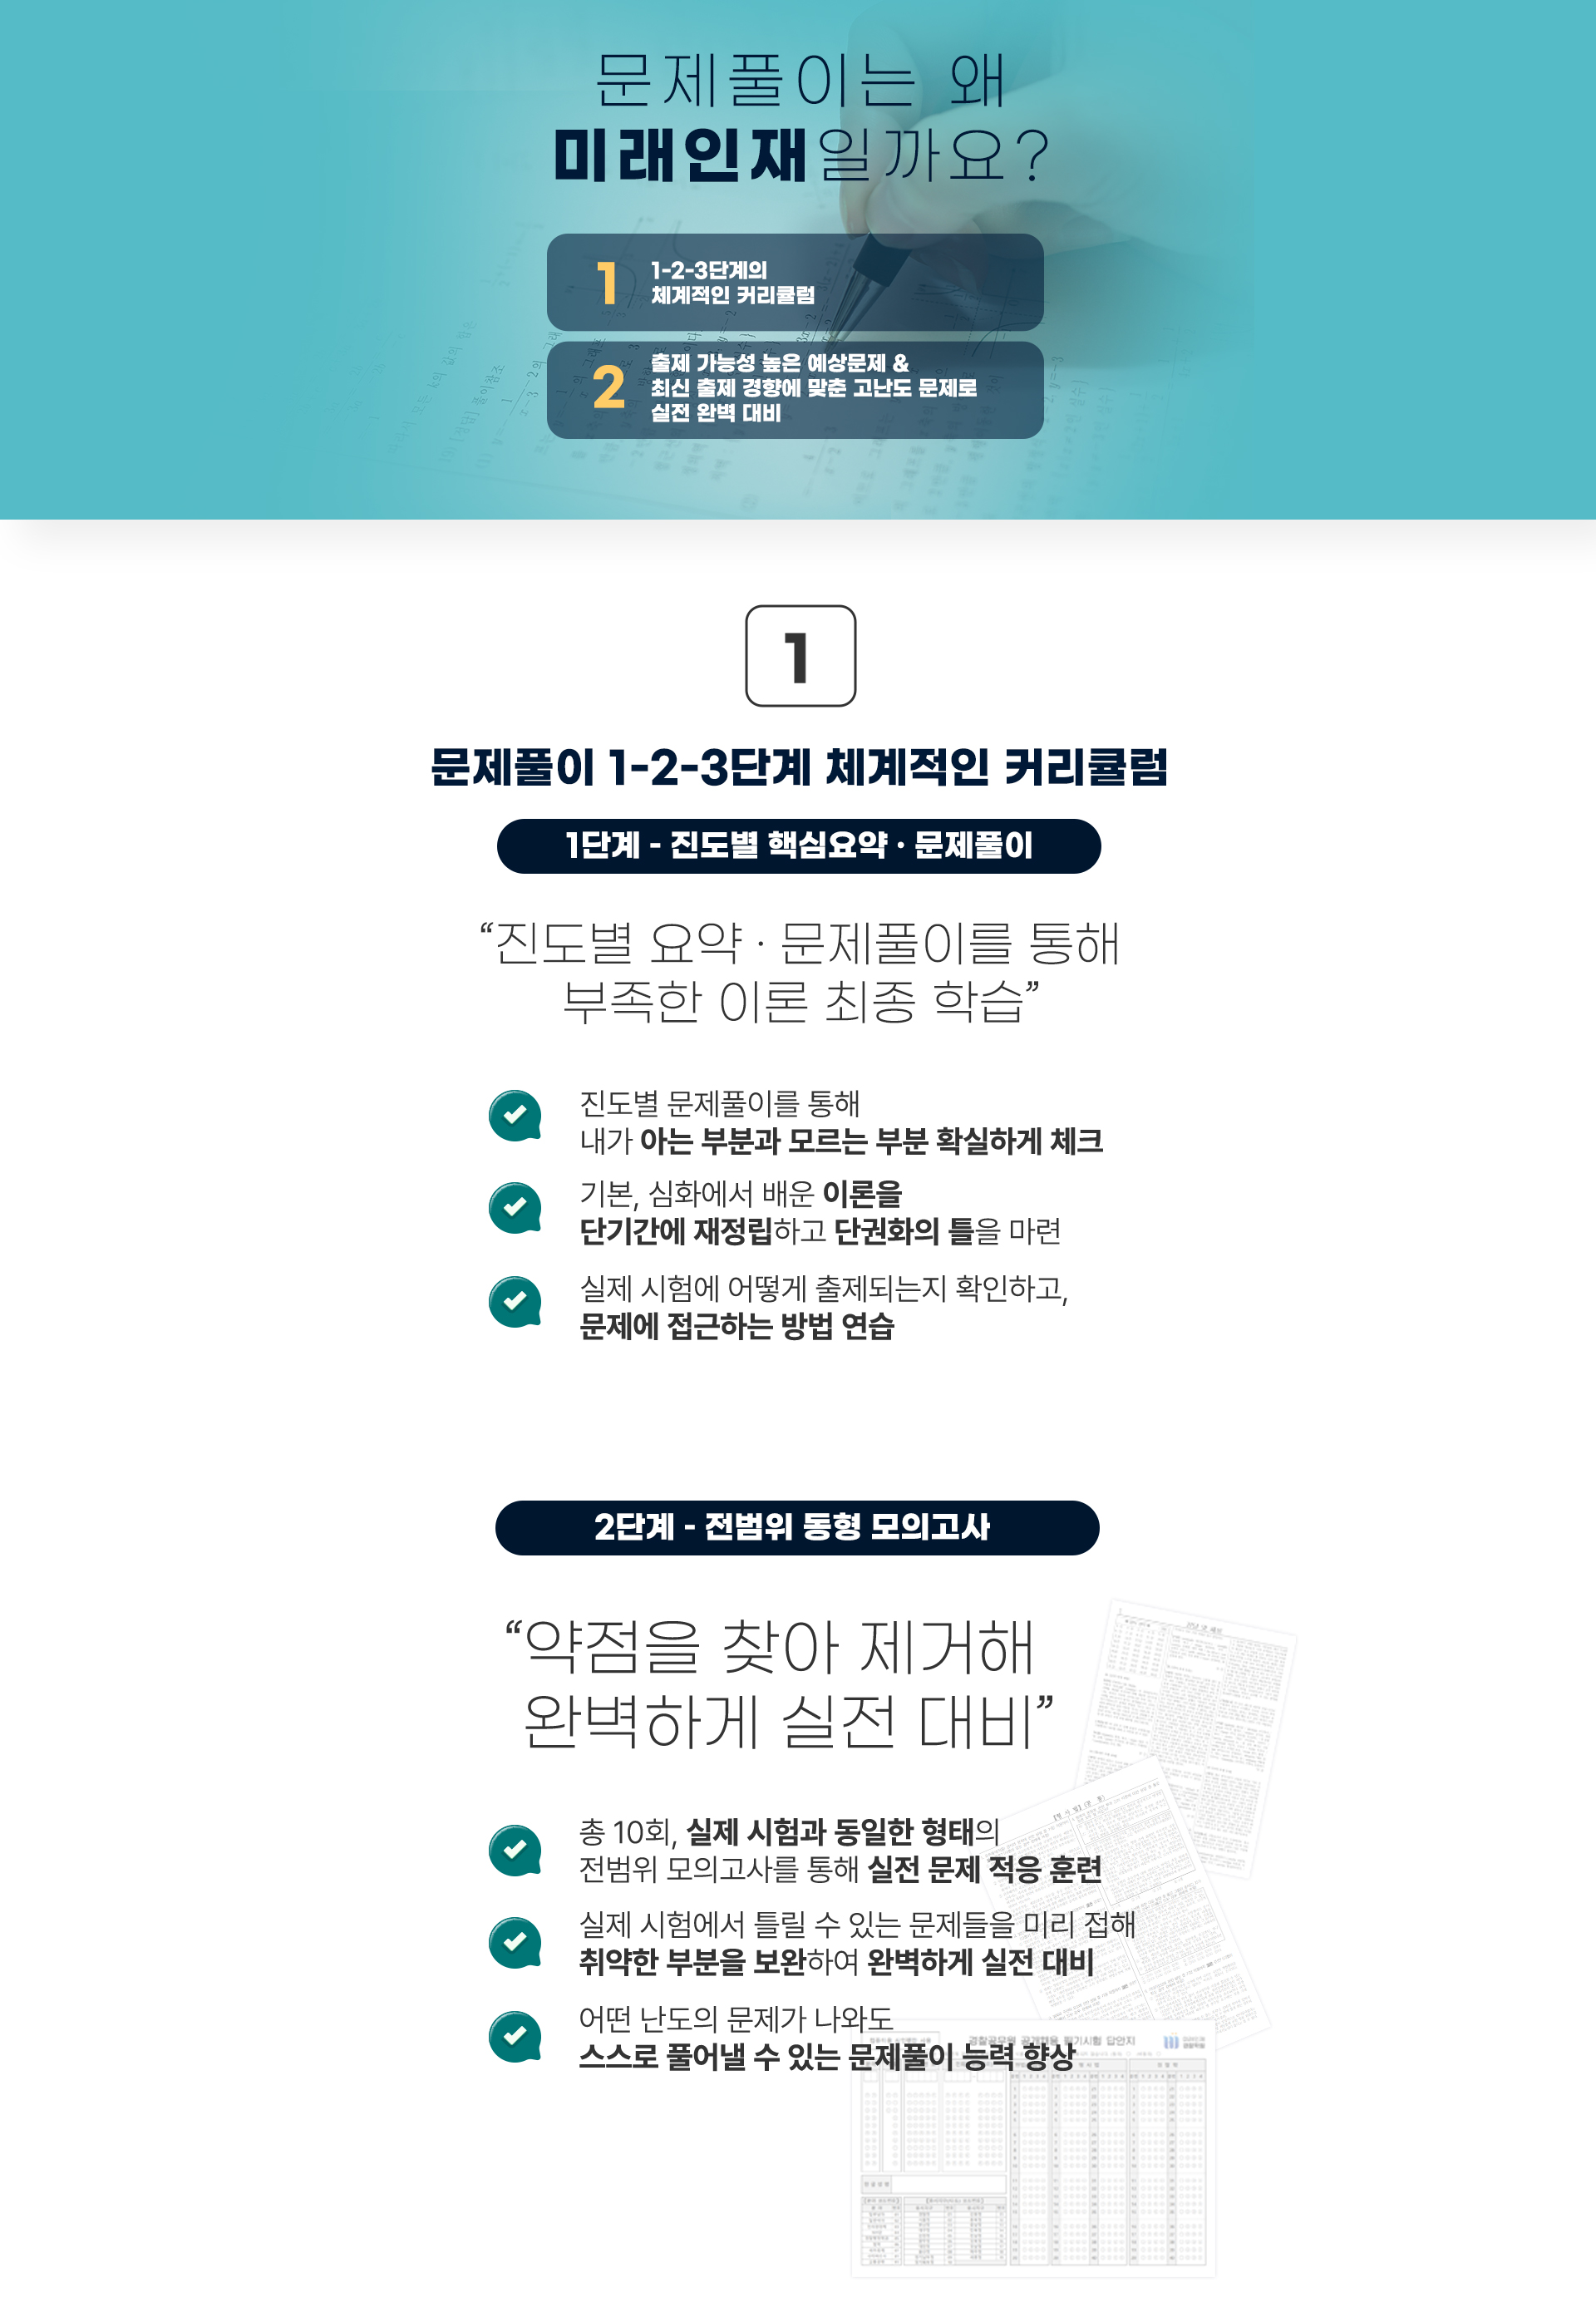 문제풀이는 왜
미래인재일까요?
1
1-2-3단계의
체계적인 커리큘럼
2
출제 가능성 높은 예상문제 &
최신 출제 경향에 맞춘 고난도 문제로
실전 완벽 대비
1
문제풀이 1-2-3단계 체계적인 커리큘럼
1단계 - 진도별 핵심요약 · 문제풀이
“진도별 요약 · 문제풀이를 통해
부족한 이론 최종 학습”
진도별 문제풀이를 통해
내가 아는 부분과 모르는 부분 확실하게 체크
기본, 심화에서 배운 이론을
단기간에 재정립하고 단권화의 틀을 마련
실제 시험에 어떻게 출제되는지 확인하고,
문제에 접근하는 방법 연습
2단계 - 전범위 동형 모의고사
“약점을 찾아 제거해
완벽하게 실전 대비”
총 10회, 실제 시험과 동일한 형태의
전범위 모의고사를 통해 실전 문제 적응 훈련
실제 시험에서 틀릴 수 있는 문제들을 미리 접해
취약한 부분을 보완하여 완벽하게 실전 대비
어떤 난도의 문제가 나와도
스스로 풀어낼 수 있는 문제풀이 능력 향상
경찰공무원 공개채용 필기시험 답안지